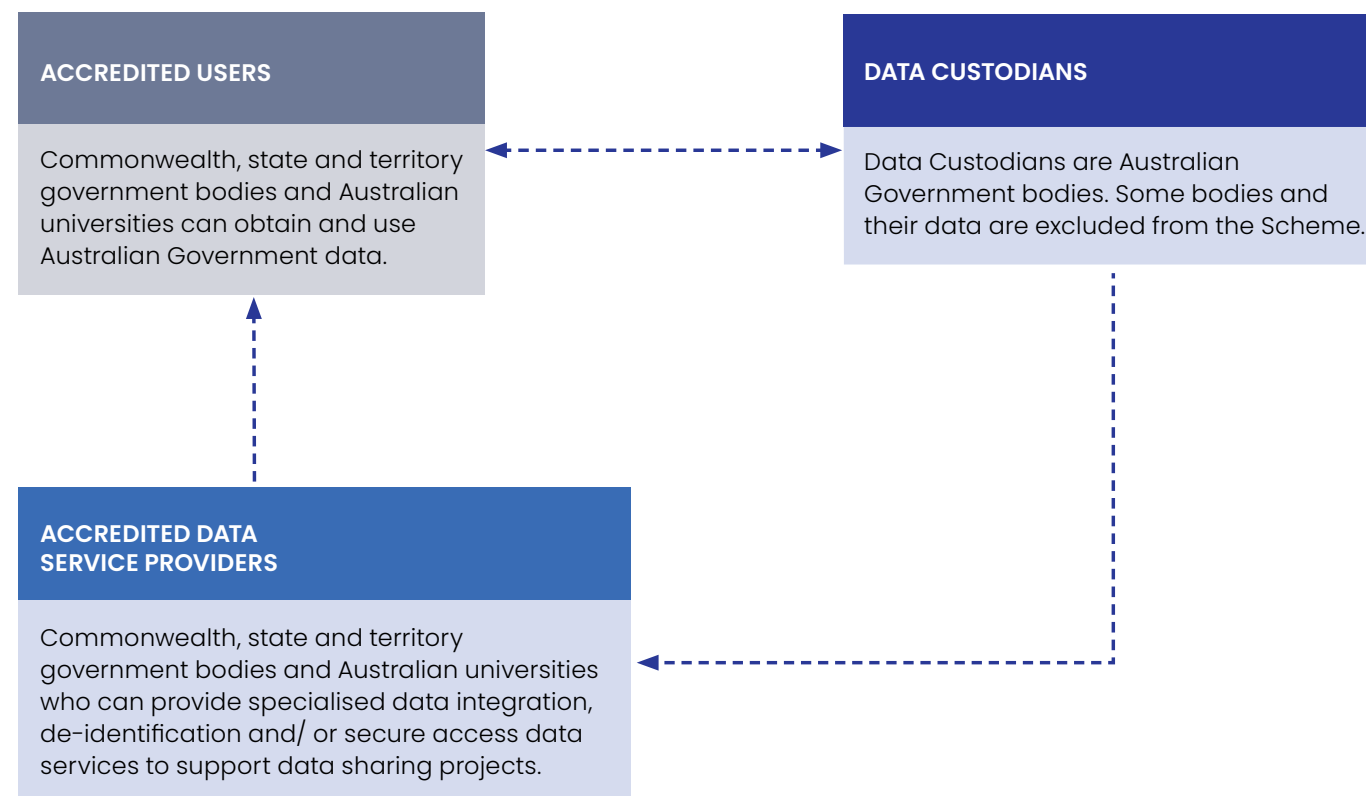 ACCREDITED USERS
Commonwealth, state and territory
government bodies and Australian
universities can obtain and use
Australian Government data.
DATA CUSTODIANS
Data Custodians are Australian
Government bodies. Some bodies and
their data are excluded from the Scheme.
ACCREDITED DATA
SERVICE PROVIDERS
Commonwealth, state and territory
government bodies and Australian universities
who can provide specialised data integration,
de-identification and/ or secure access data
services to support data sharing projects.